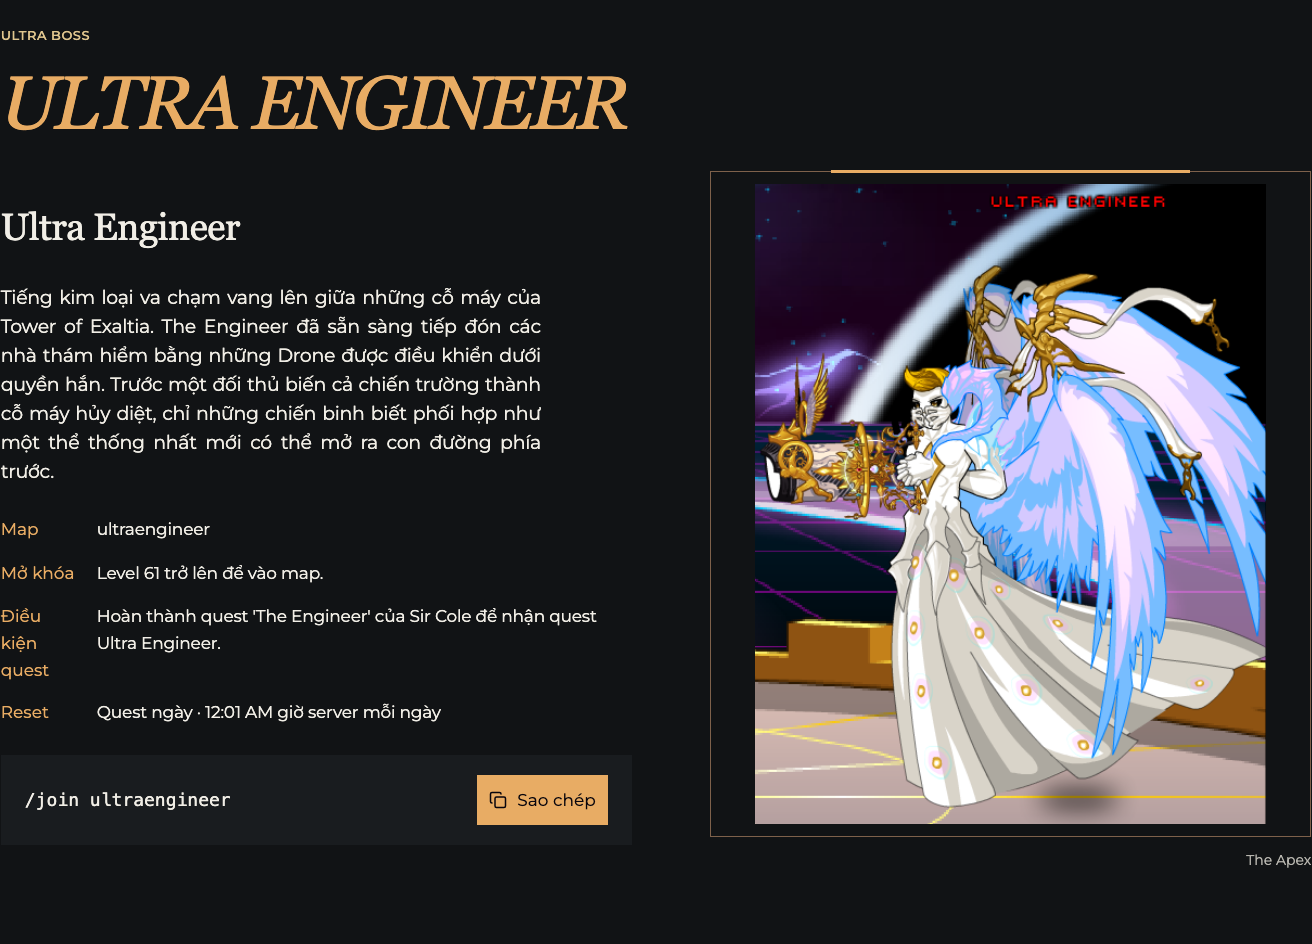 ULTRA BOSS
ULTRA ENGINEER
Ultra Engineer
Tiếng kim loại va chạm vang lên giữa những cỗ máy của
Tower of Exaltia. The Engineer đã sẵn sàng tiếp đón các
nhà thám hiểm bằng những Drone được điều khiển dưới
quyền hắn. Trước một đối thủ biến cả chiến trường thành
cỗ máy hủy diệt, chỉ những chiến binh biết phối hợp như
một thể thống nhất mới có thể mở ra con đường phía
trước.
Map ultraengineer
Mở khóa Level 61 trở lên để vào map.
Điều kiện quest Hoàn thành quest 'The Engineer' của Sir Cole để nhận quest
Ultra Engineer.
Reset Quest ngày · 12:01 AM giờ server mỗi ngày
/join ultraengineer
Sao chép
ULTRA ENGINEER
The Apex